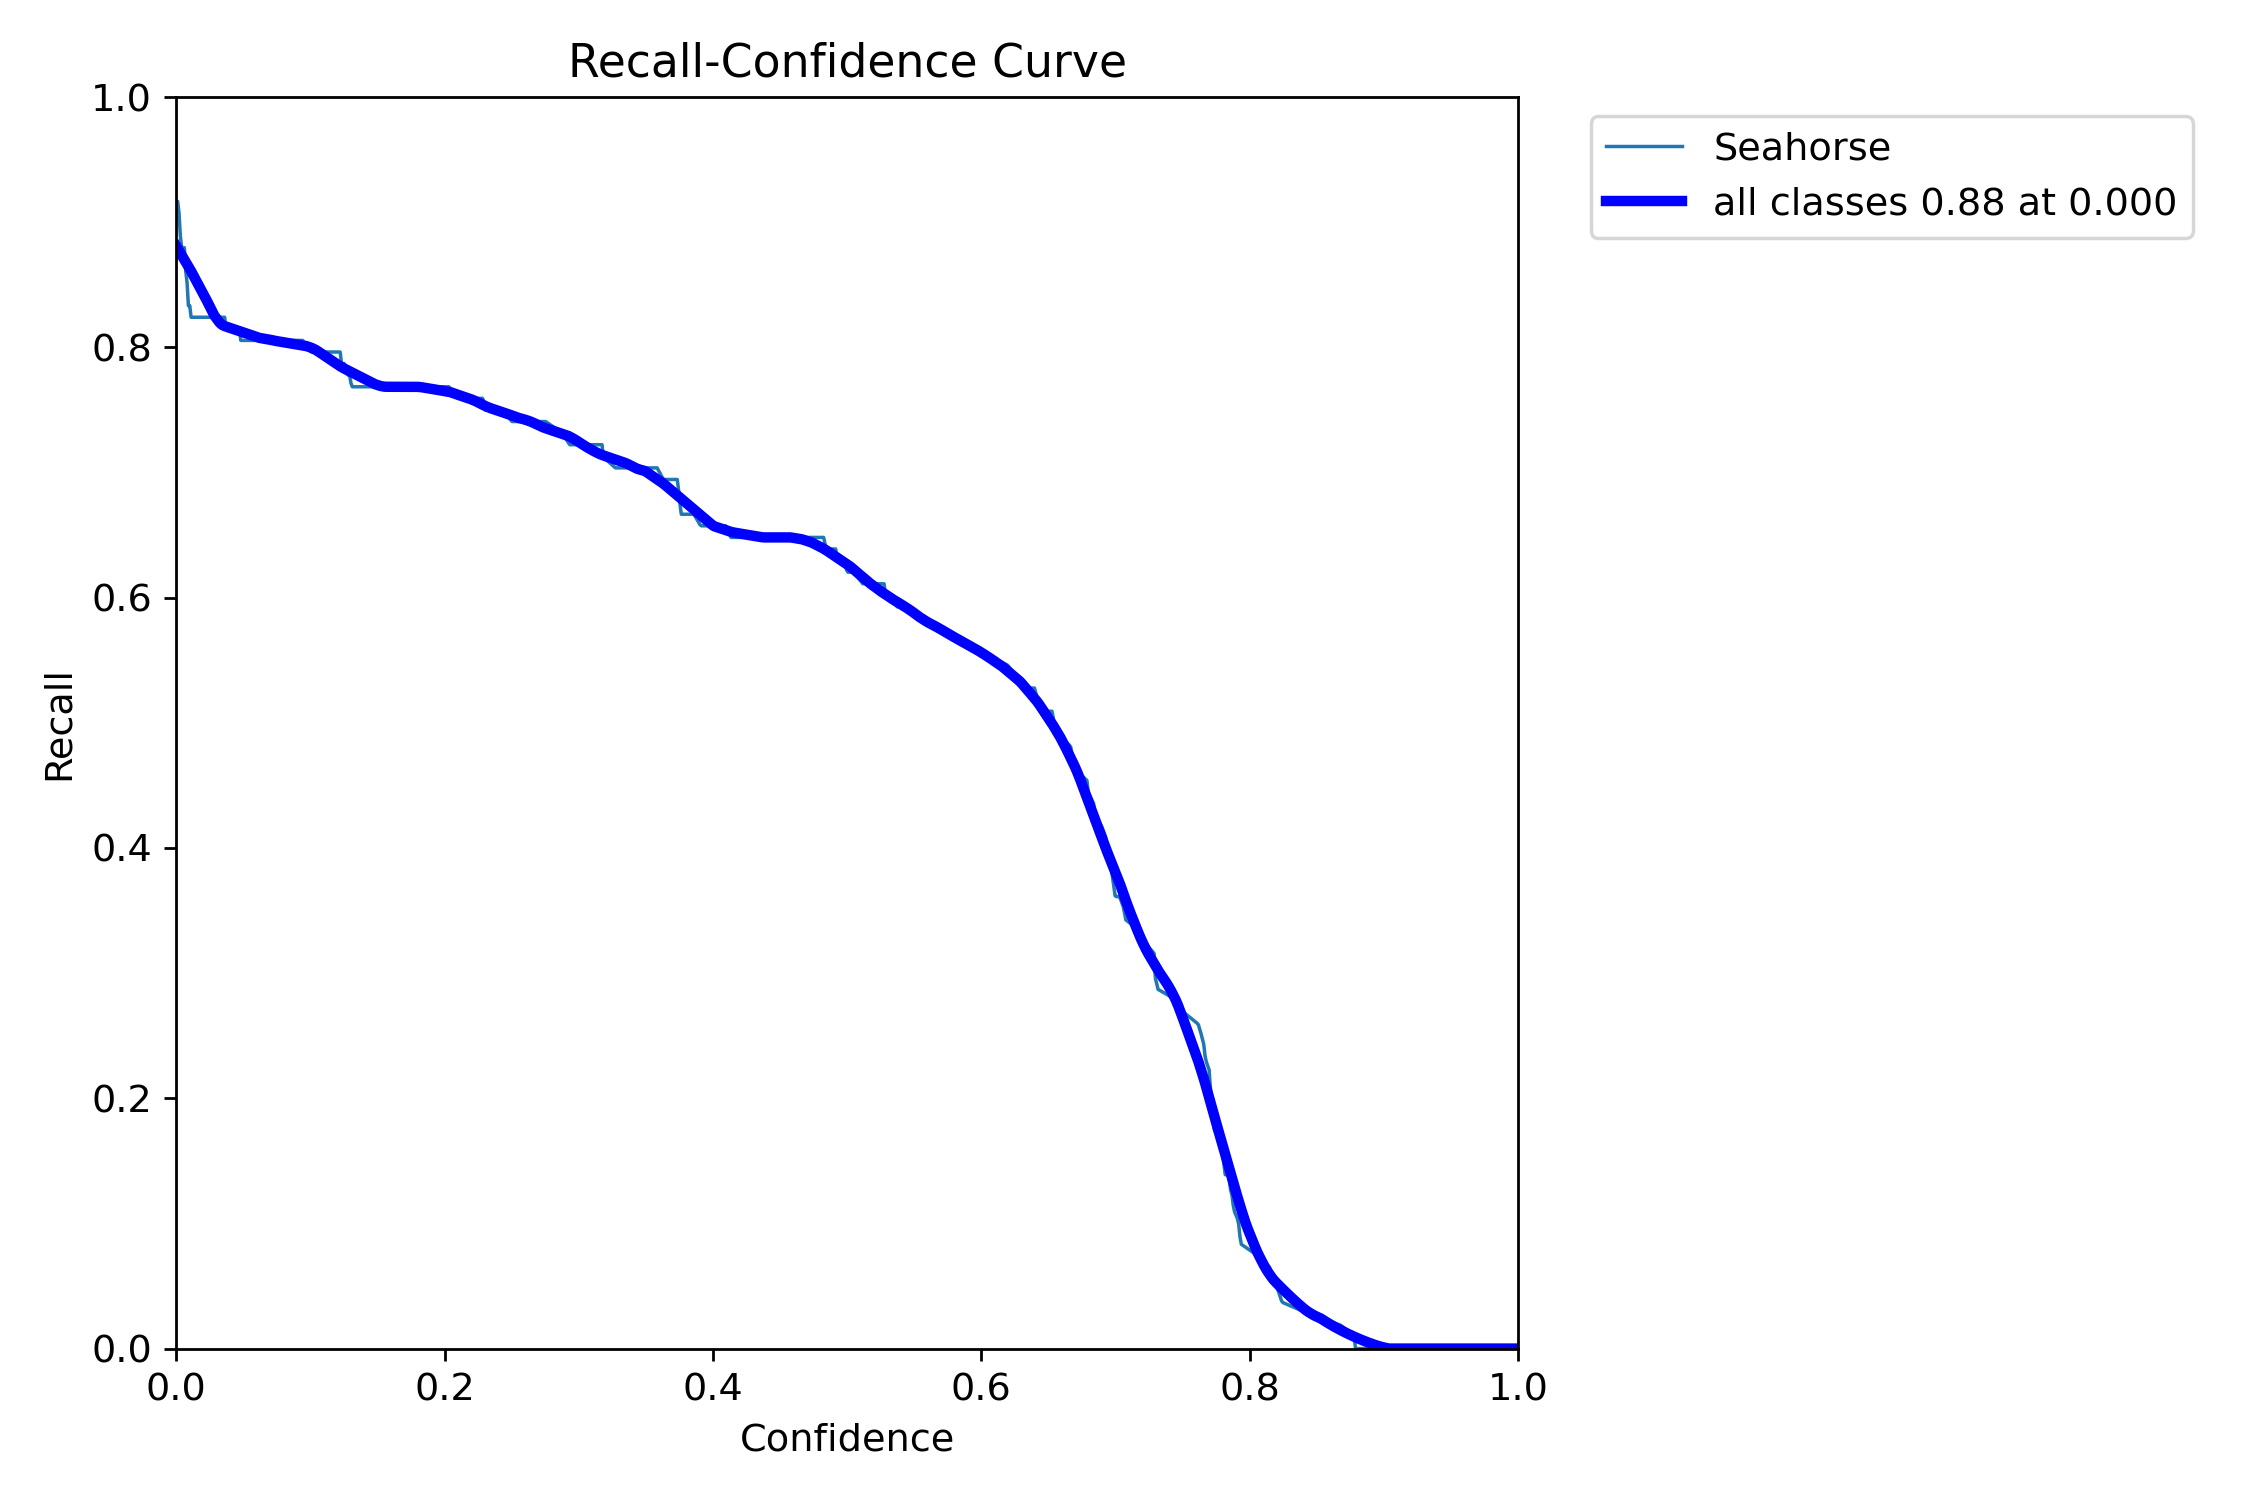 Recall-Confidence Curve
1.0
0.8
0.6
0.4
0.2
0.0
Recall
0.0 0.2 0.4 0.6 0.8 1.0
Confidence
Seahorse
all classes 0.88 at 0.000